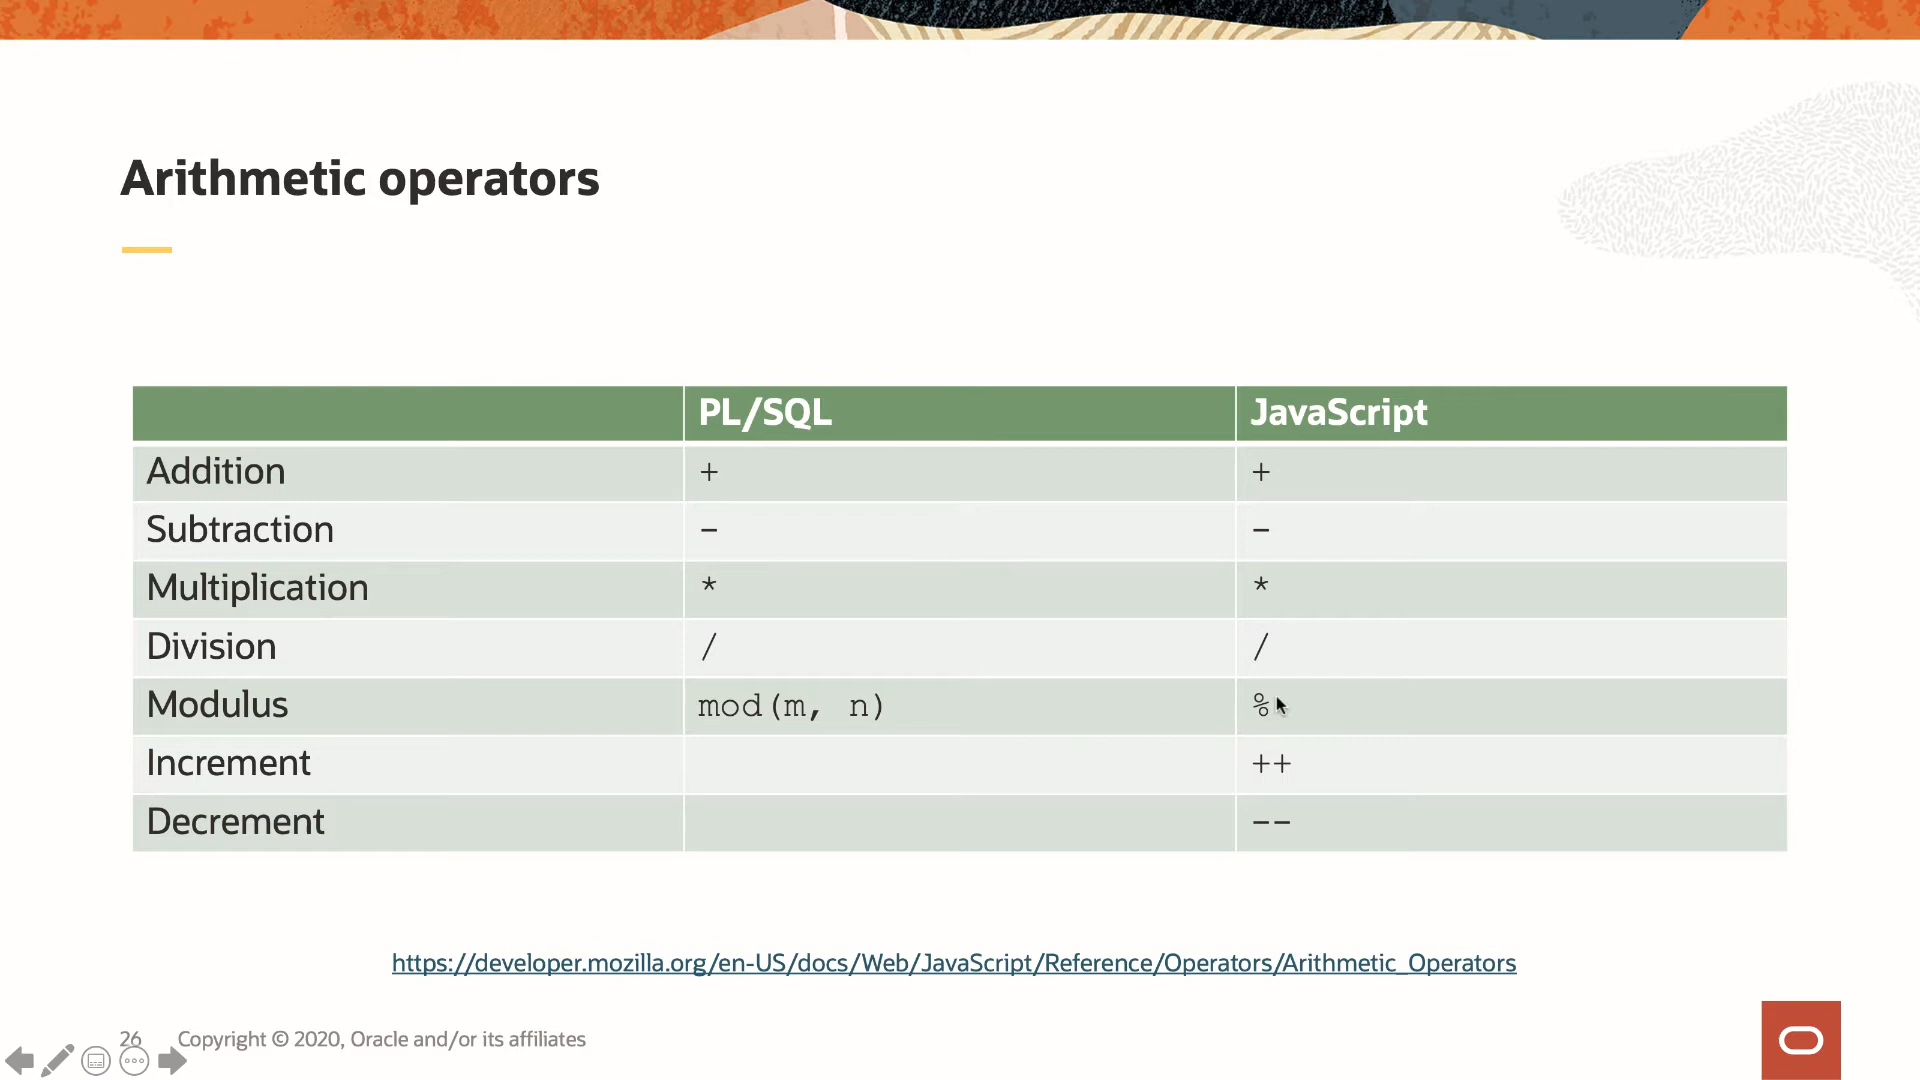 Arithmetic operators
PL/SQL JavaScript
Addition + +
Subtraction - -
Multiplication * *
Division / /
Modulus mod(m, n) %
Increment ++
Decrement --
https://developer.mozilla.org/en-US/docs/Web/JavaScript/Reference/Operators/Arithmetic_Operators
26 Copyright © 2020, Oracle and/or its affiliates